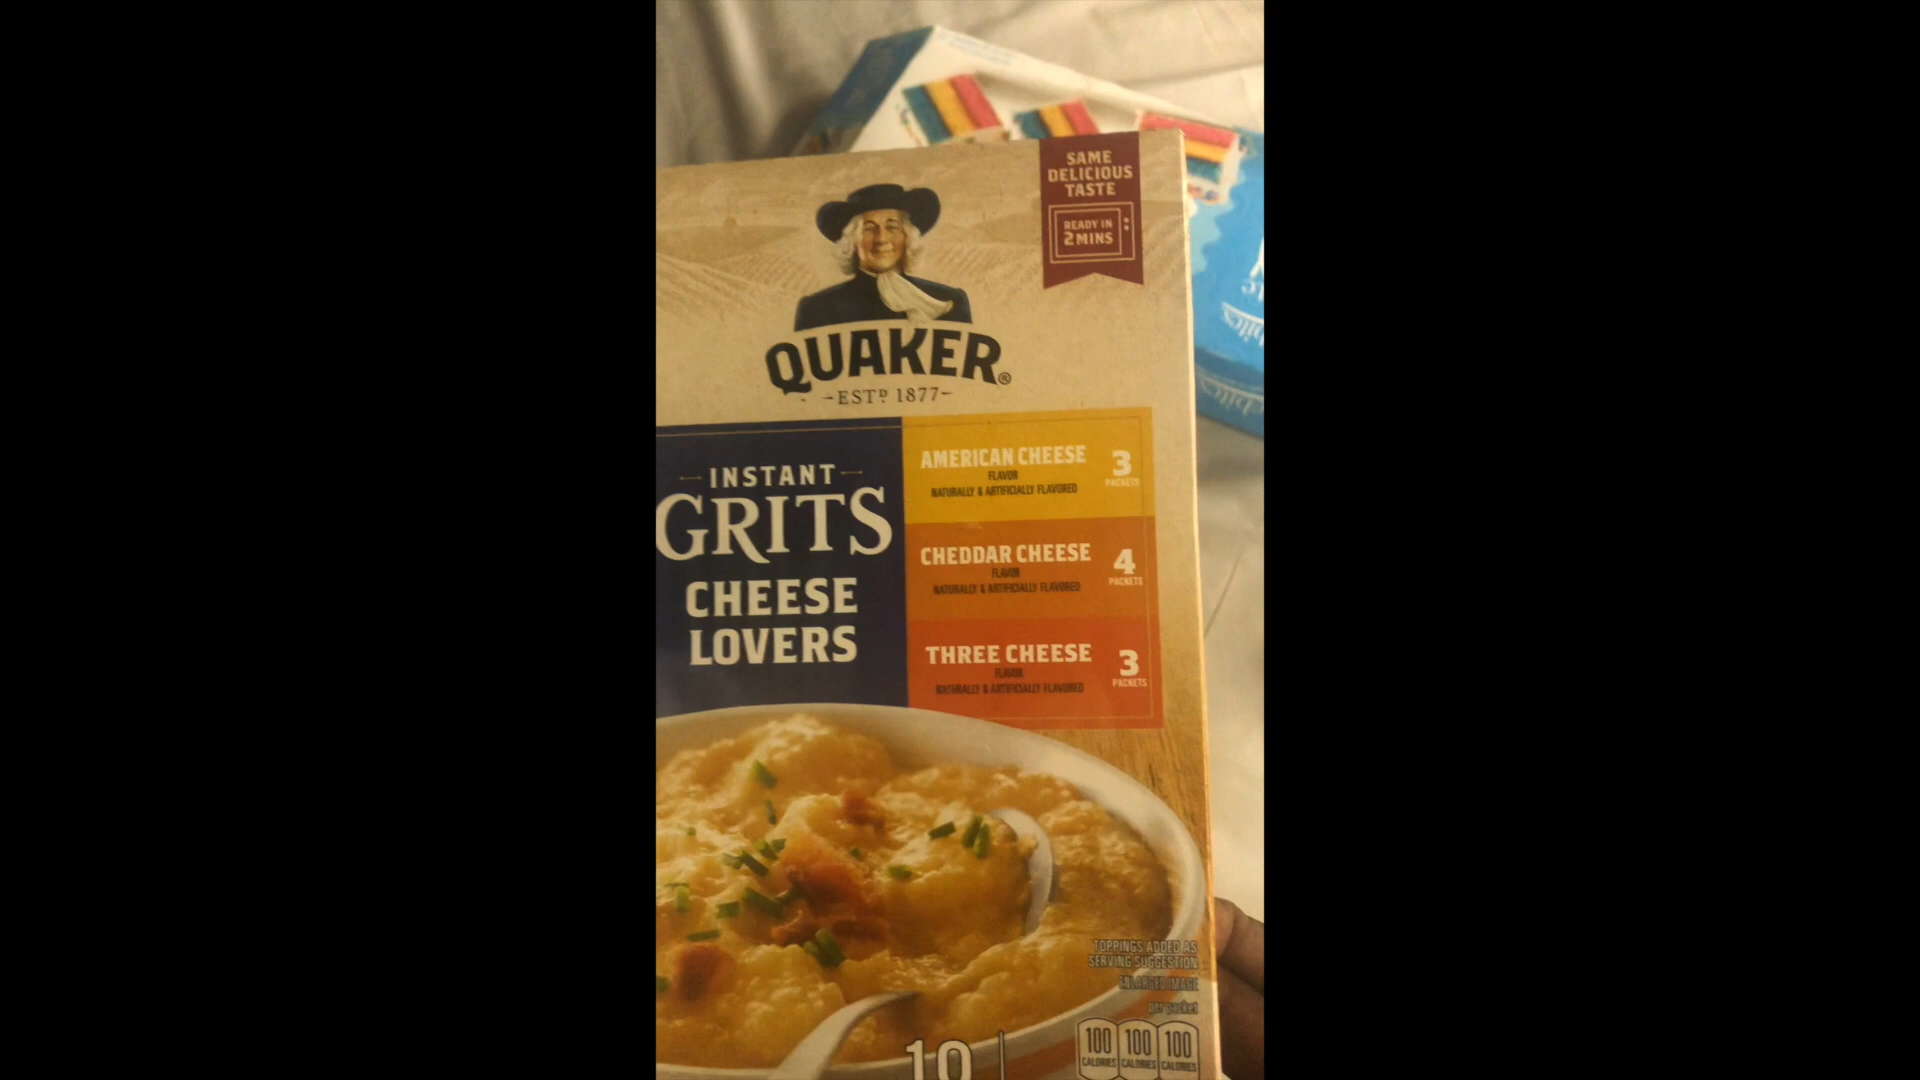 SAME
DELICIOUS
TASTE
READY IN
2 MINS
QUAKER®
-ESTD 1877-
INSTANT
GRITS
CHEESE
LOVERS
AMERICAN CHEESE
FLAVOR
NATURALLY & ARTIFICIALLY FLAVORED
3
PACKETS
CHEDDAR CHEESE
FLAVOR
NATURALLY & ARTIFICIALLY FLAVORED
4
PACKETS
THREE CHEESE
FLAVOR
NATURALLY & ARTIFICIALLY FLAVORED
3
PACKETS
TOPPINGS ADDED AS
SERVING SUGGESTION
ENLARGED IMAGE
per packet
100 100 100
CALORIES CALORIES CALORIES
10